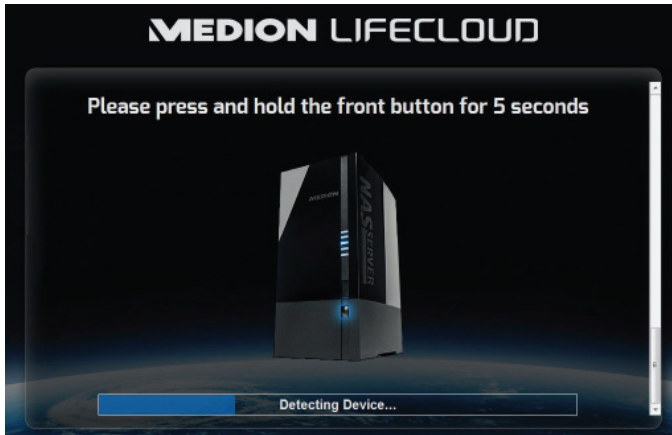 MEDION LIFECLOUD
Please press and hold the front button for 5 seconds
MEDION
NAS SERVER
Detecting Device...